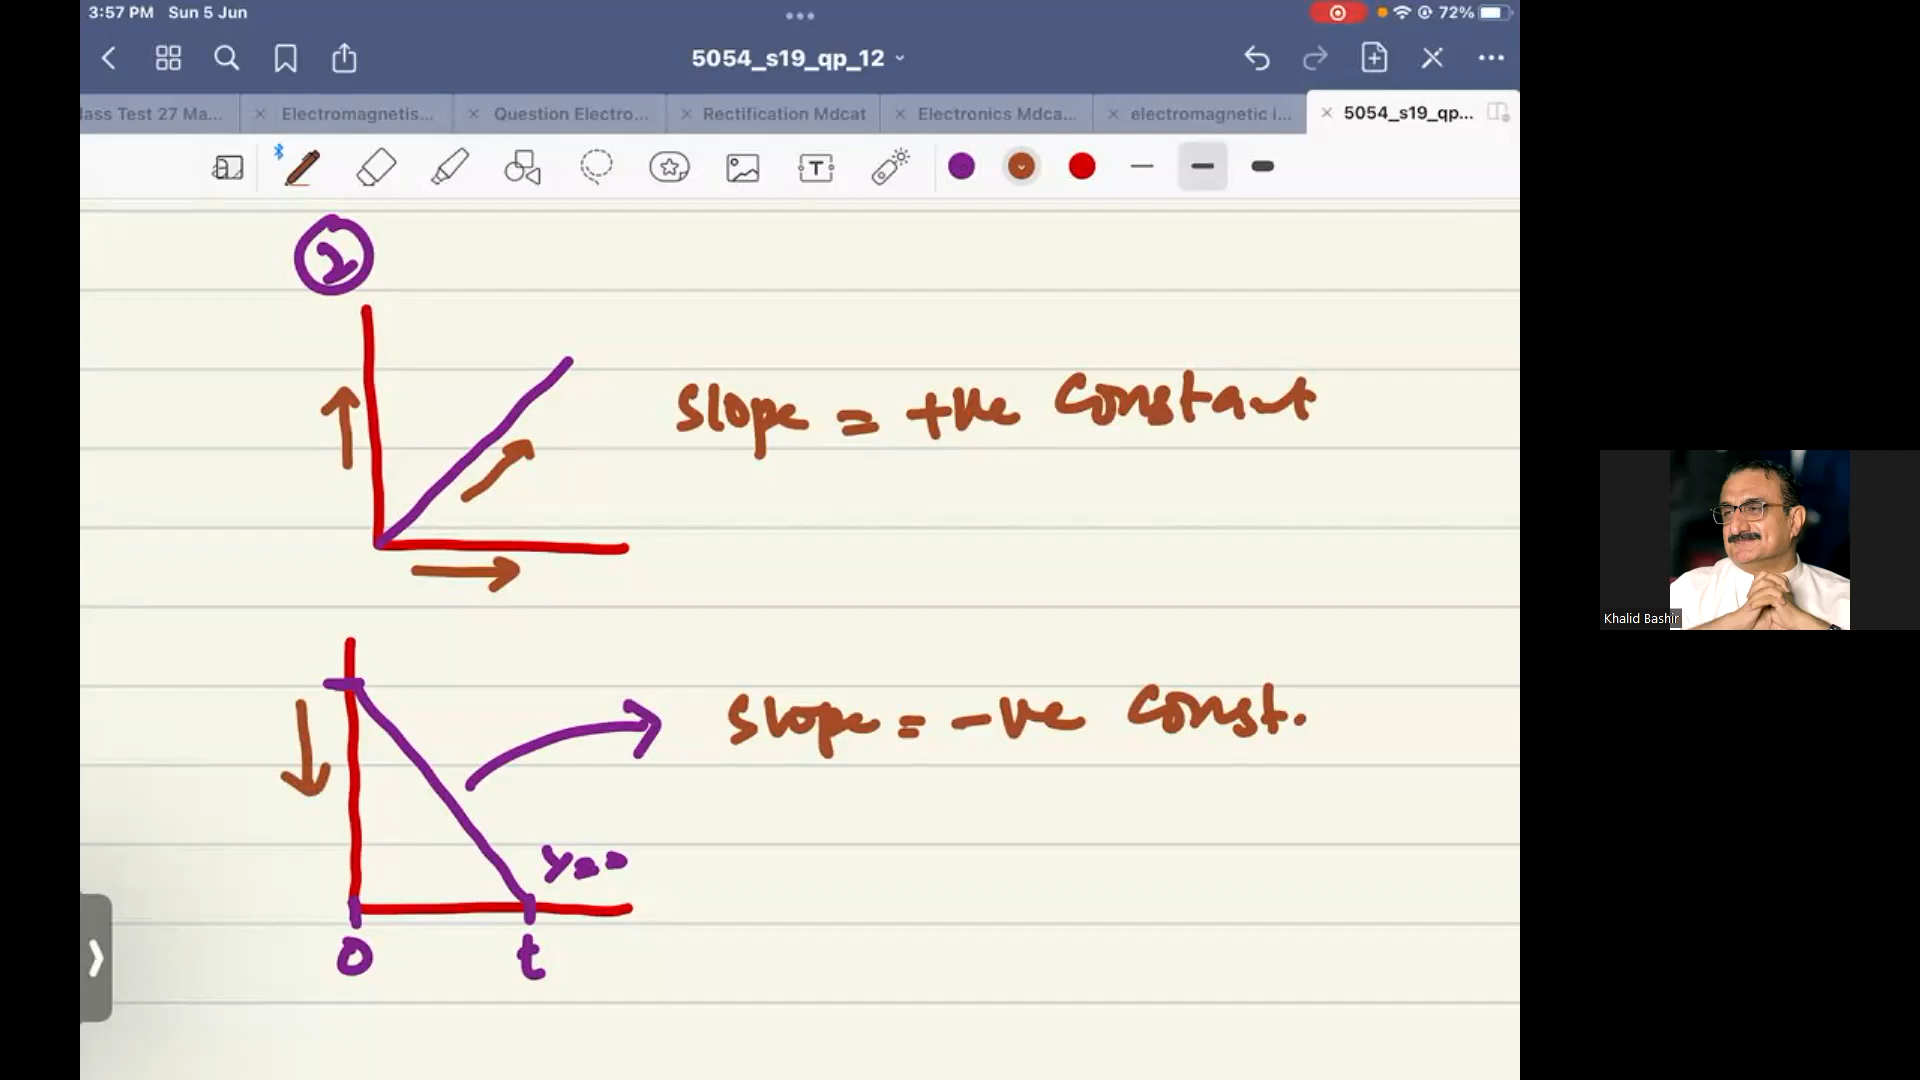 3:57 PM Sun 5 Jun
72%
5054_s19_qp_12
lass Test 27 Ma...
Electromagnetis...
Question Electro...
Rectification Mdcat
Electronics Mdca...
electromagnetic i...
5054_s19_qp...
T
2
Slope = +ve Constant
Slope = -ve Const.
y=0
0 t
Khalid Bashir